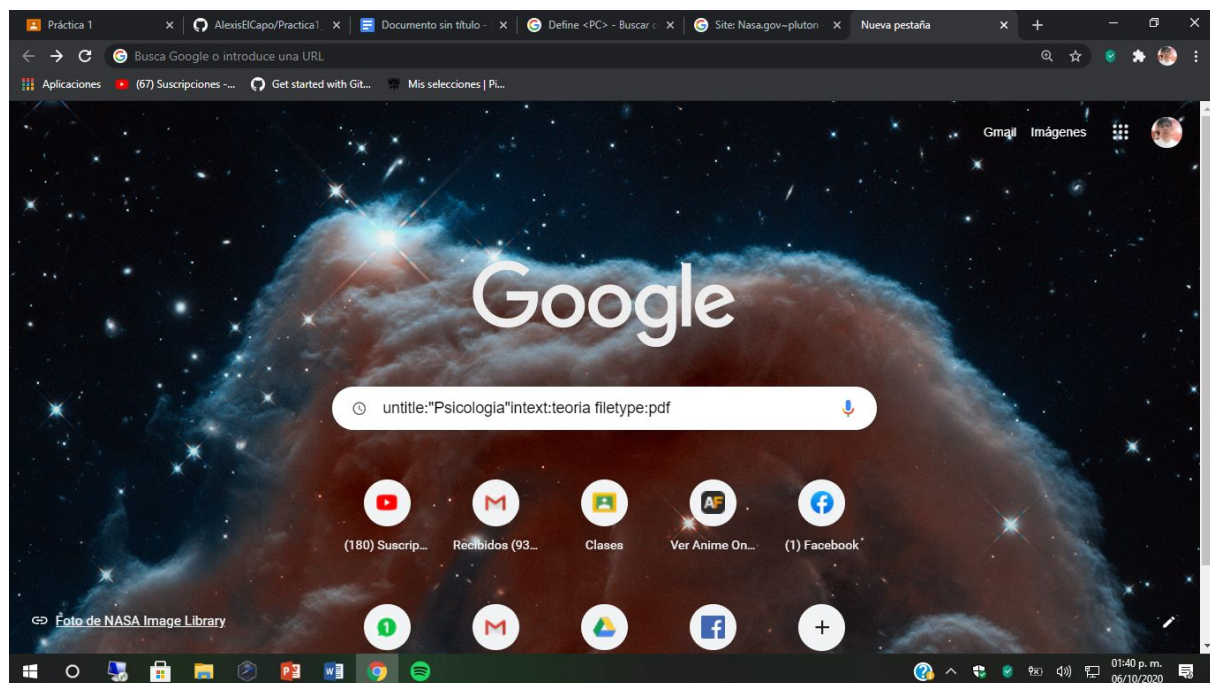 Práctica 1
AlexisElCapo/Practica1_
Documento sin título -
Define <PC> - Buscar c
Site: Nasa.gov~pluton -
Nueva pestaña
Busca Google o introduce una URL
Aplicaciones
(67) Suscripciones -...
Get started with Git...
Mis selecciones | Pi...
Gmail Imágenes
Google
untitle:"Psicologia"intext:teoria filetype:pdf
(180) Suscrip...
Recibidos (93...
Clases
Ver Anime On...
(1) Facebook
Foto de NASA Image Library
01:40 p. m.
06/10/2020